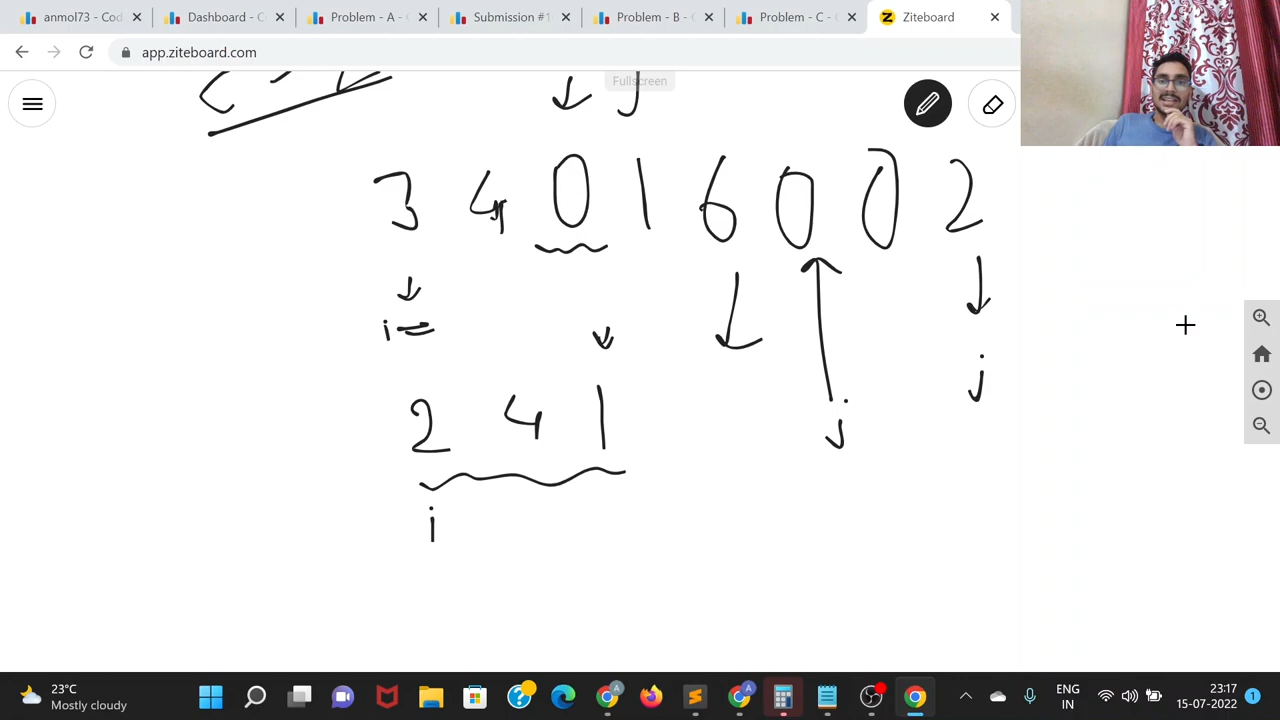 anmol73 - Cod
Dashboard - C
Problem - A - C
Submission #1
Problem - B - C
Problem - C - C
Ziteboard
app.ziteboard.com
Fullscreen
j
3 4 0 1 6 0 0 2
i =
j
2 4 1
j
i
23°C
Mostly cloudy
ENG
IN
23:17
15-07-2022
1